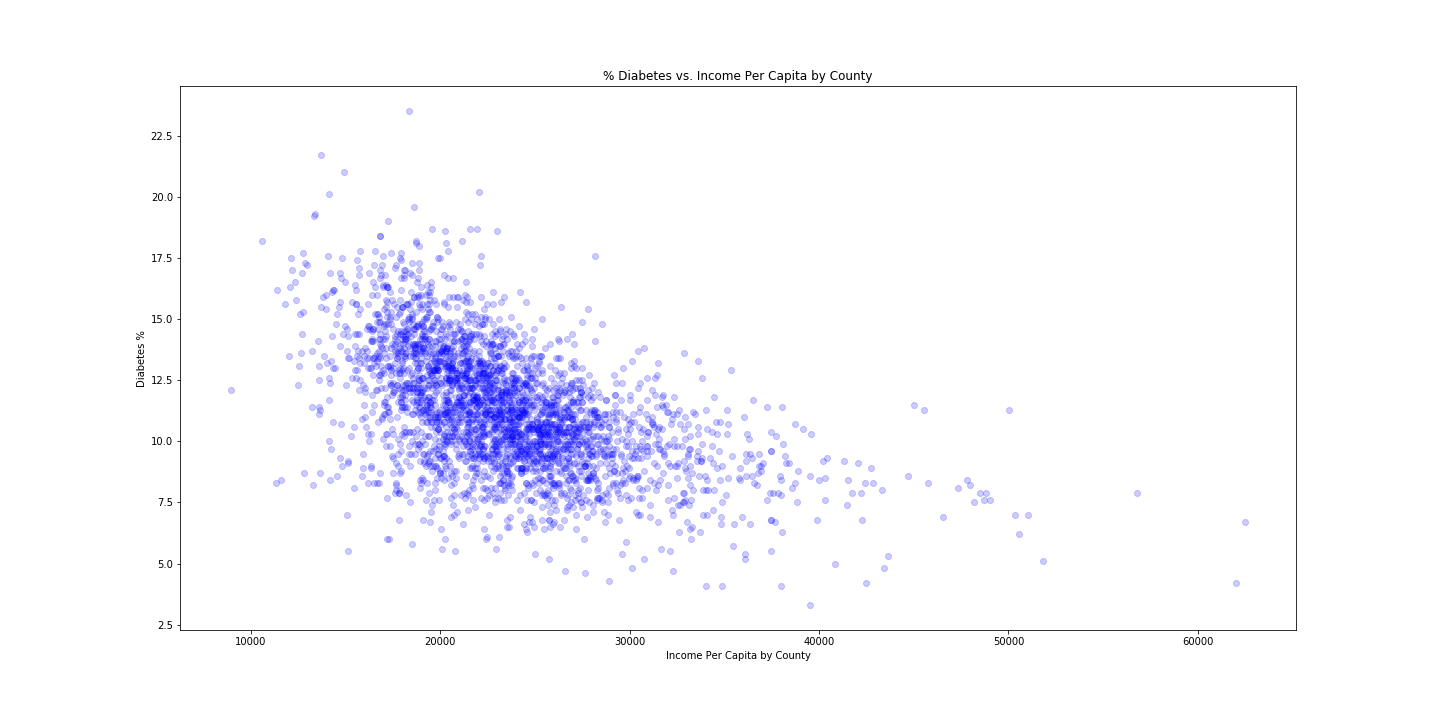 % Diabetes vs. Income Per Capita by County
22.5
20.0
17.5
15.0
12.5
10.0
7.5
5.0
2.5
Diabetes %
10000 20000 30000 40000 50000 60000
Income Per Capita by County